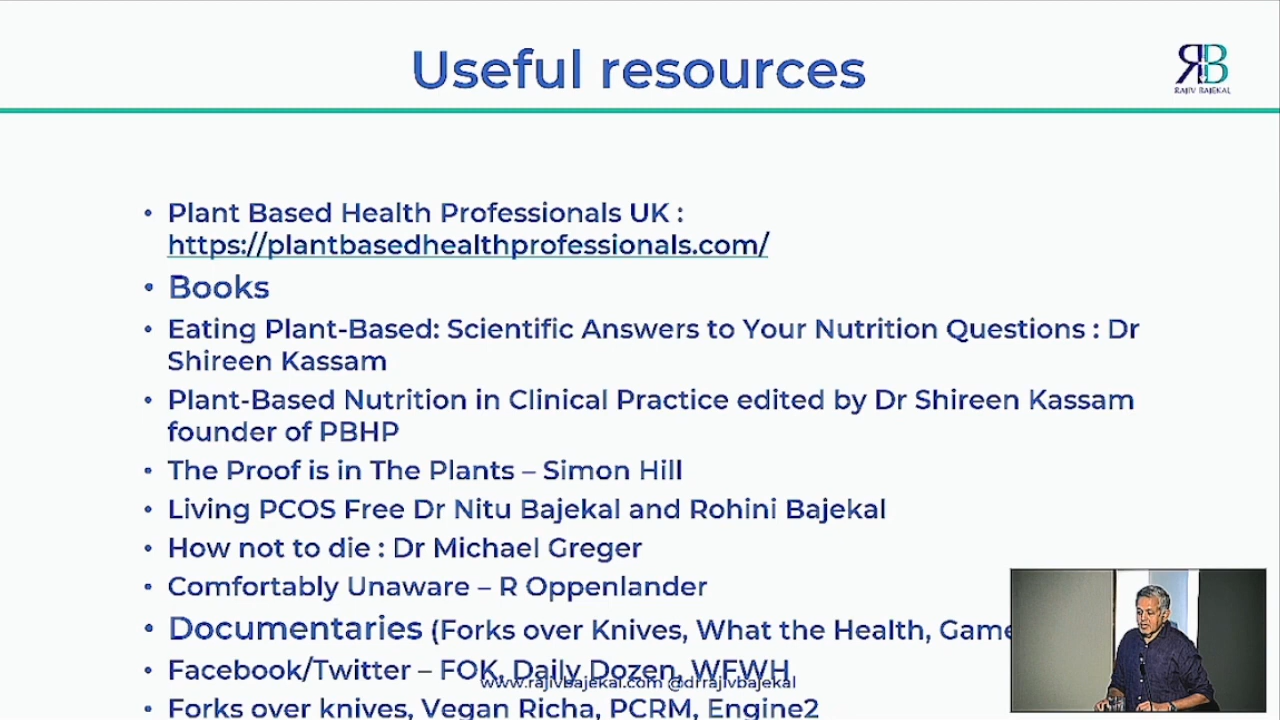 Useful resources
RB
RAJIV BAJEKAL
• Plant Based Health Professionals UK :
https://plantbasedhealthprofessionals.com/
• Books
• Eating Plant-Based: Scientific Answers to Your Nutrition Questions : Dr
Shireen Kassam
• Plant-Based Nutrition in Clinical Practice edited by Dr Shireen Kassam
founder of PBHP
• The Proof is in The Plants – Simon Hill
• Living PCOS Free Dr Nitu Bajekal and Rohini Bajekal
• How not to die : Dr Michael Greger
• Comfortably Unaware – R Oppenlander
• Documentaries (Forks over Knives, What the Health, Game
• Facebook/Twitter – FOK, Daily Dozen, WFWH
www.rajivbajekal.com @drrajivbajekal
• Forks over knives, Vegan Richa, PCRM, Engine2